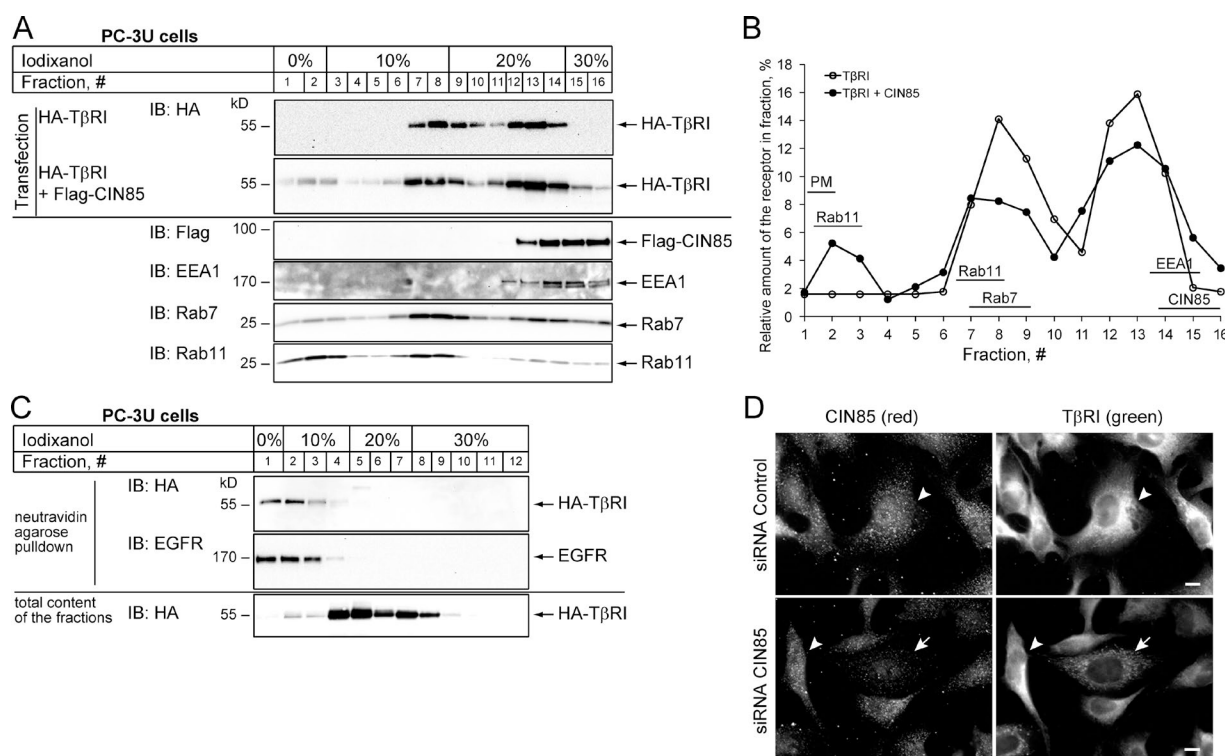 A
PC-3U cells
Iodixanol 0% 10% 20% 30%
Fraction, # 1 2 3 4 5 6 7 8 9 10 11 12 13 14 15 16
Transfection
HA-TβRI IB: HA kD 55 HA-TβRI
HA-TβRI
+ Flag-CIN85 55 HA-TβRI
IB: Flag 100 Flag-CIN85
IB: EEA1 170 EEA1
IB: Rab7 25 Rab7
IB: Rab11 25 Rab11
B
Relative amount of the receptor in fraction, %
18
16
14
12
10
8
6
4
2
0
TβRI
TβRI + CIN85
PM
Rab11
Rab11
Rab7
EEA1
CIN85
1 2 3 4 5 6 7 8 9 10 11 12 13 14 15 16
Fraction, #
C
PC-3U cells
Iodixanol 0% 10% 20% 30%
Fraction, # 1 2 3 4 5 6 7 8 9 10 11 12
neutravidin
agarose
pulldown
IB: HA kD 55 HA-TβRI
IB: EGFR 170 EGFR
total content
of the fractions IB: HA 55 HA-TβRI
D
CIN85 (red) TβRI (green)
siRNA Control
siRNA CIN85